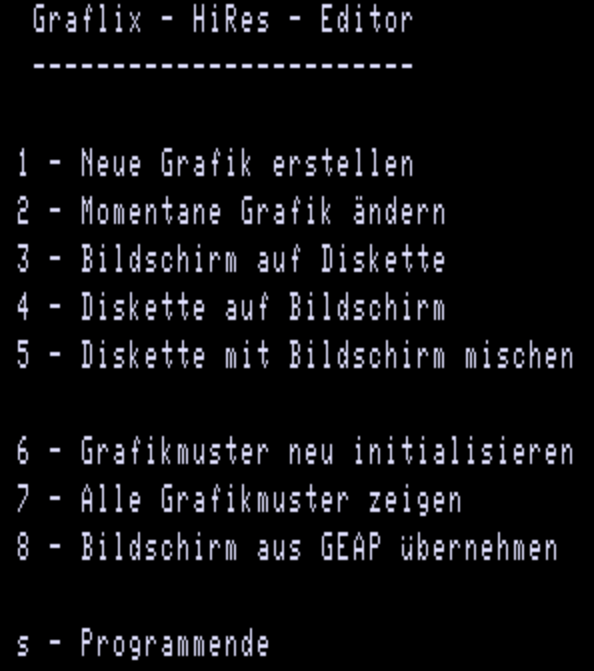 Graflix - HiRes - Editor
------------------------
1 - Neue Grafik erstellen
2 - Momentane Grafik ändern
3 - Bildschirm auf Diskette
4 - Diskette auf Bildschirm
5 - Diskette mit Bildschirm mischen
6 - Grafikmuster neu initialisieren
7 - Alle Grafikmuster zeigen
8 - Bildschirm aus GEAP übernehmen
s - Programmende